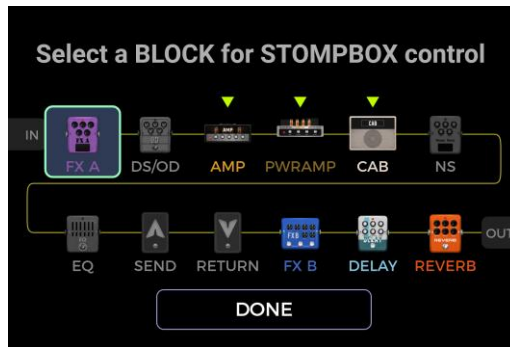 Select a BLOCK for STOMPBOX control
IN
FX A
DS/OD
AMP
PWRAMP
CAB
NS
EQ
SEND
RETURN
FX B
DELAY
REVERB
OUT
DONE